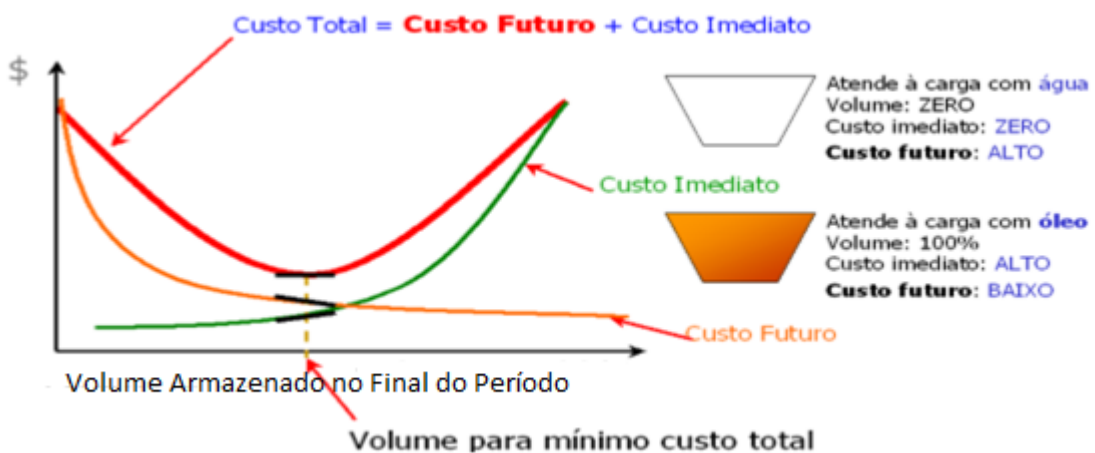 Custo Total = Custo Futuro + Custo Imediato
$
Atende à carga com água
Volume: ZERO
Custo imediato: ZERO
Custo futuro: ALTO
Custo Imediato
Atende à carga com óleo
Volume: 100%
Custo imediato: ALTO
Custo futuro: BAIXO
Custo Futuro
Volume Armazenado no Final do Período
Volume para mínimo custo total